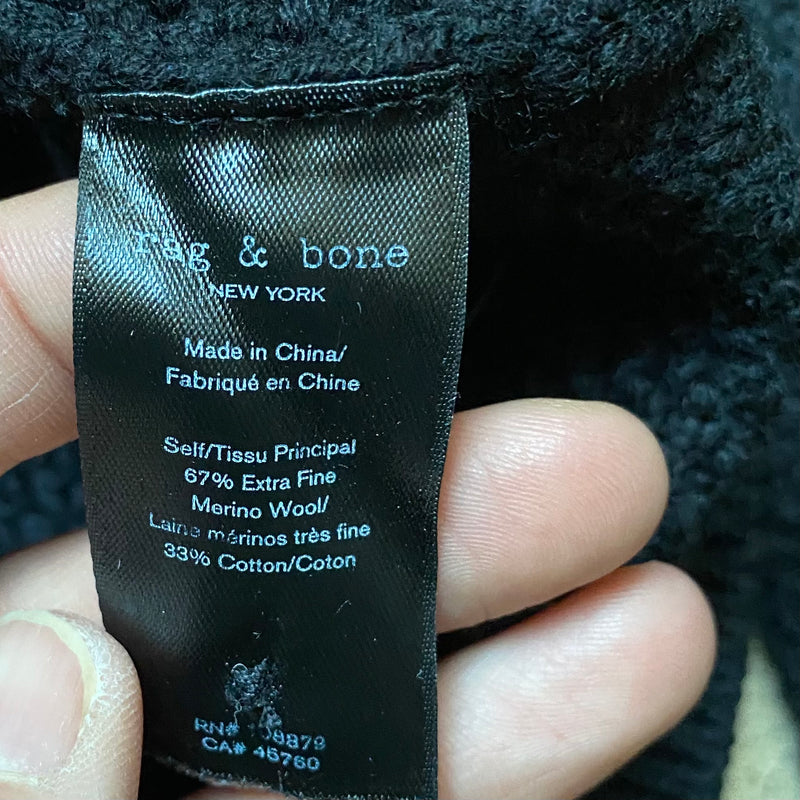 rag & bone
NEW YORK
Made in China/
Fabriqué en Chine
Self/Tissu Principal
67% Extra Fine
Merino Wool/
Laine mérinos très fine
33% Cotton/Coton
RN#
CA# 45760